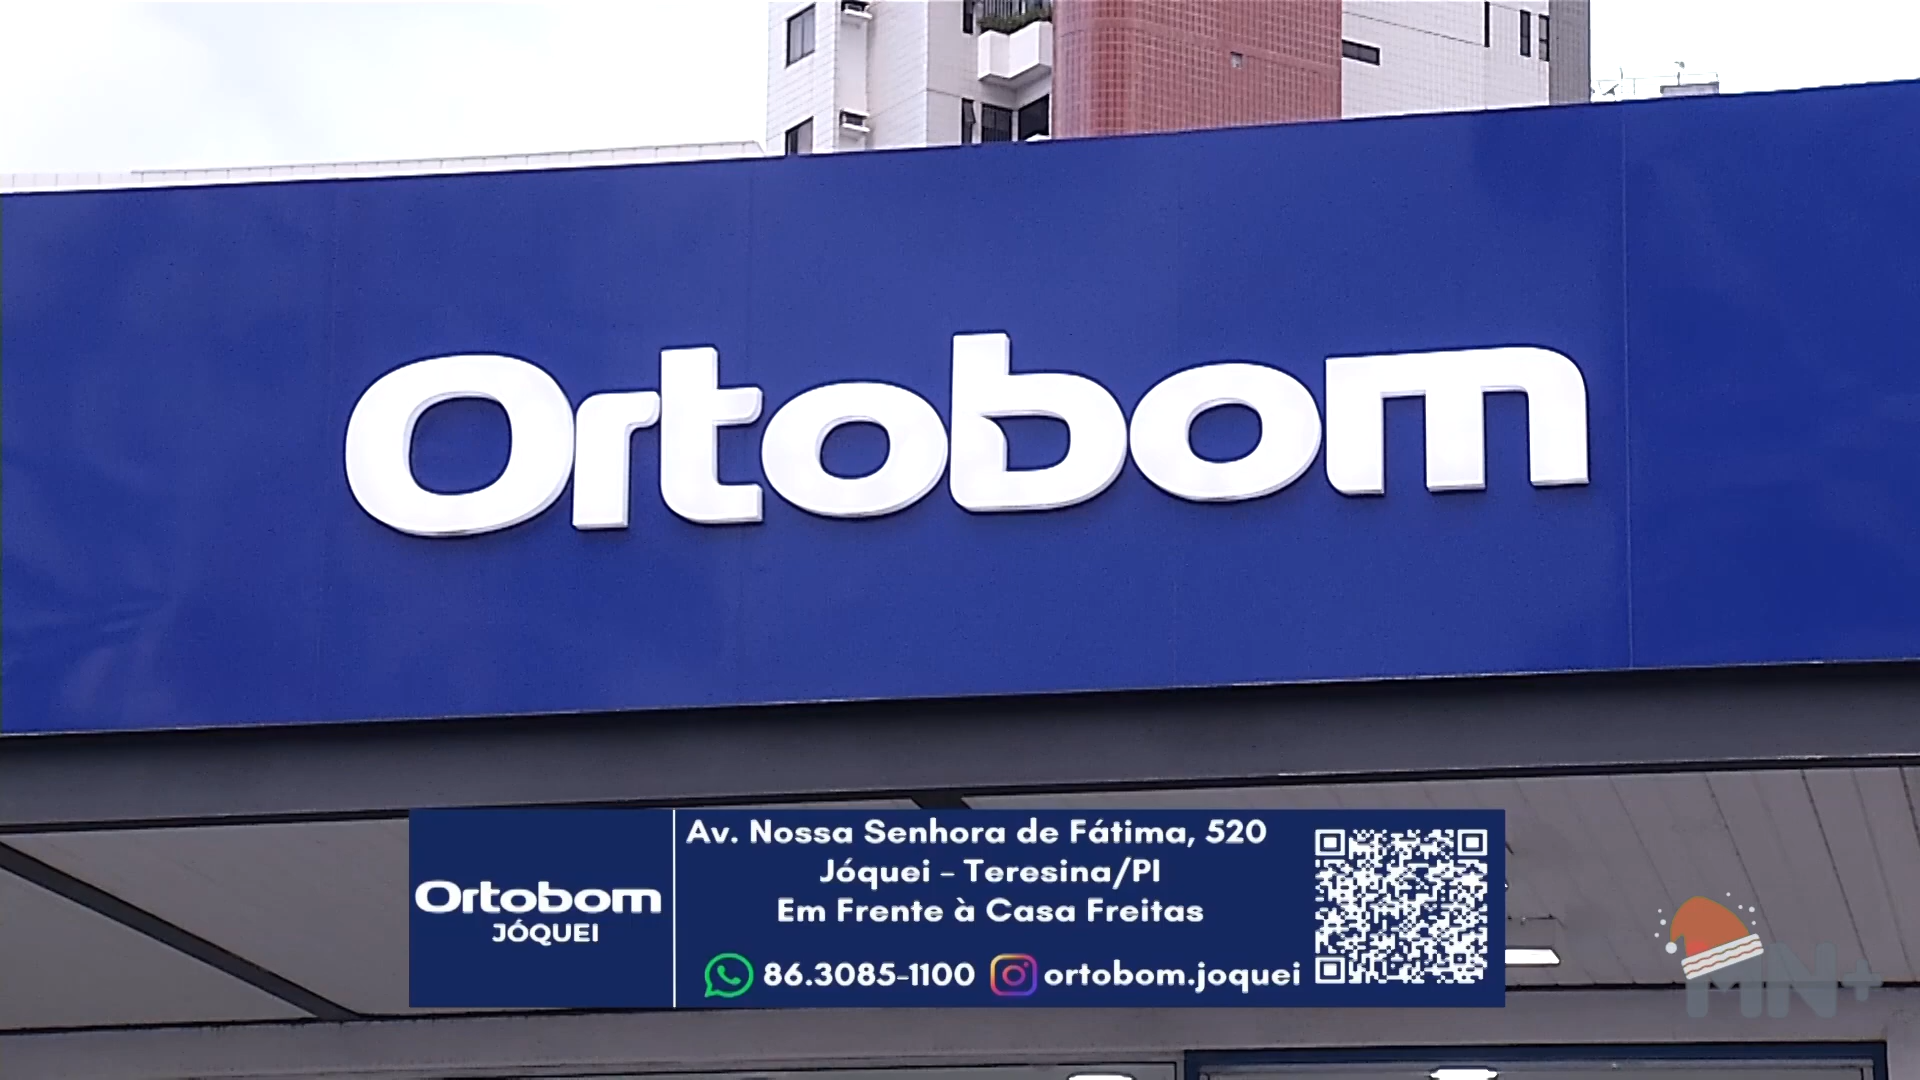 Ortobom
Ortobom
JÓQUEI
Av. Nossa Senhora de Fátima, 520
Jóquei - Teresina/PI
Em Frente à Casa Freitas
86.3085-1100
ortobom.joquei
MN+